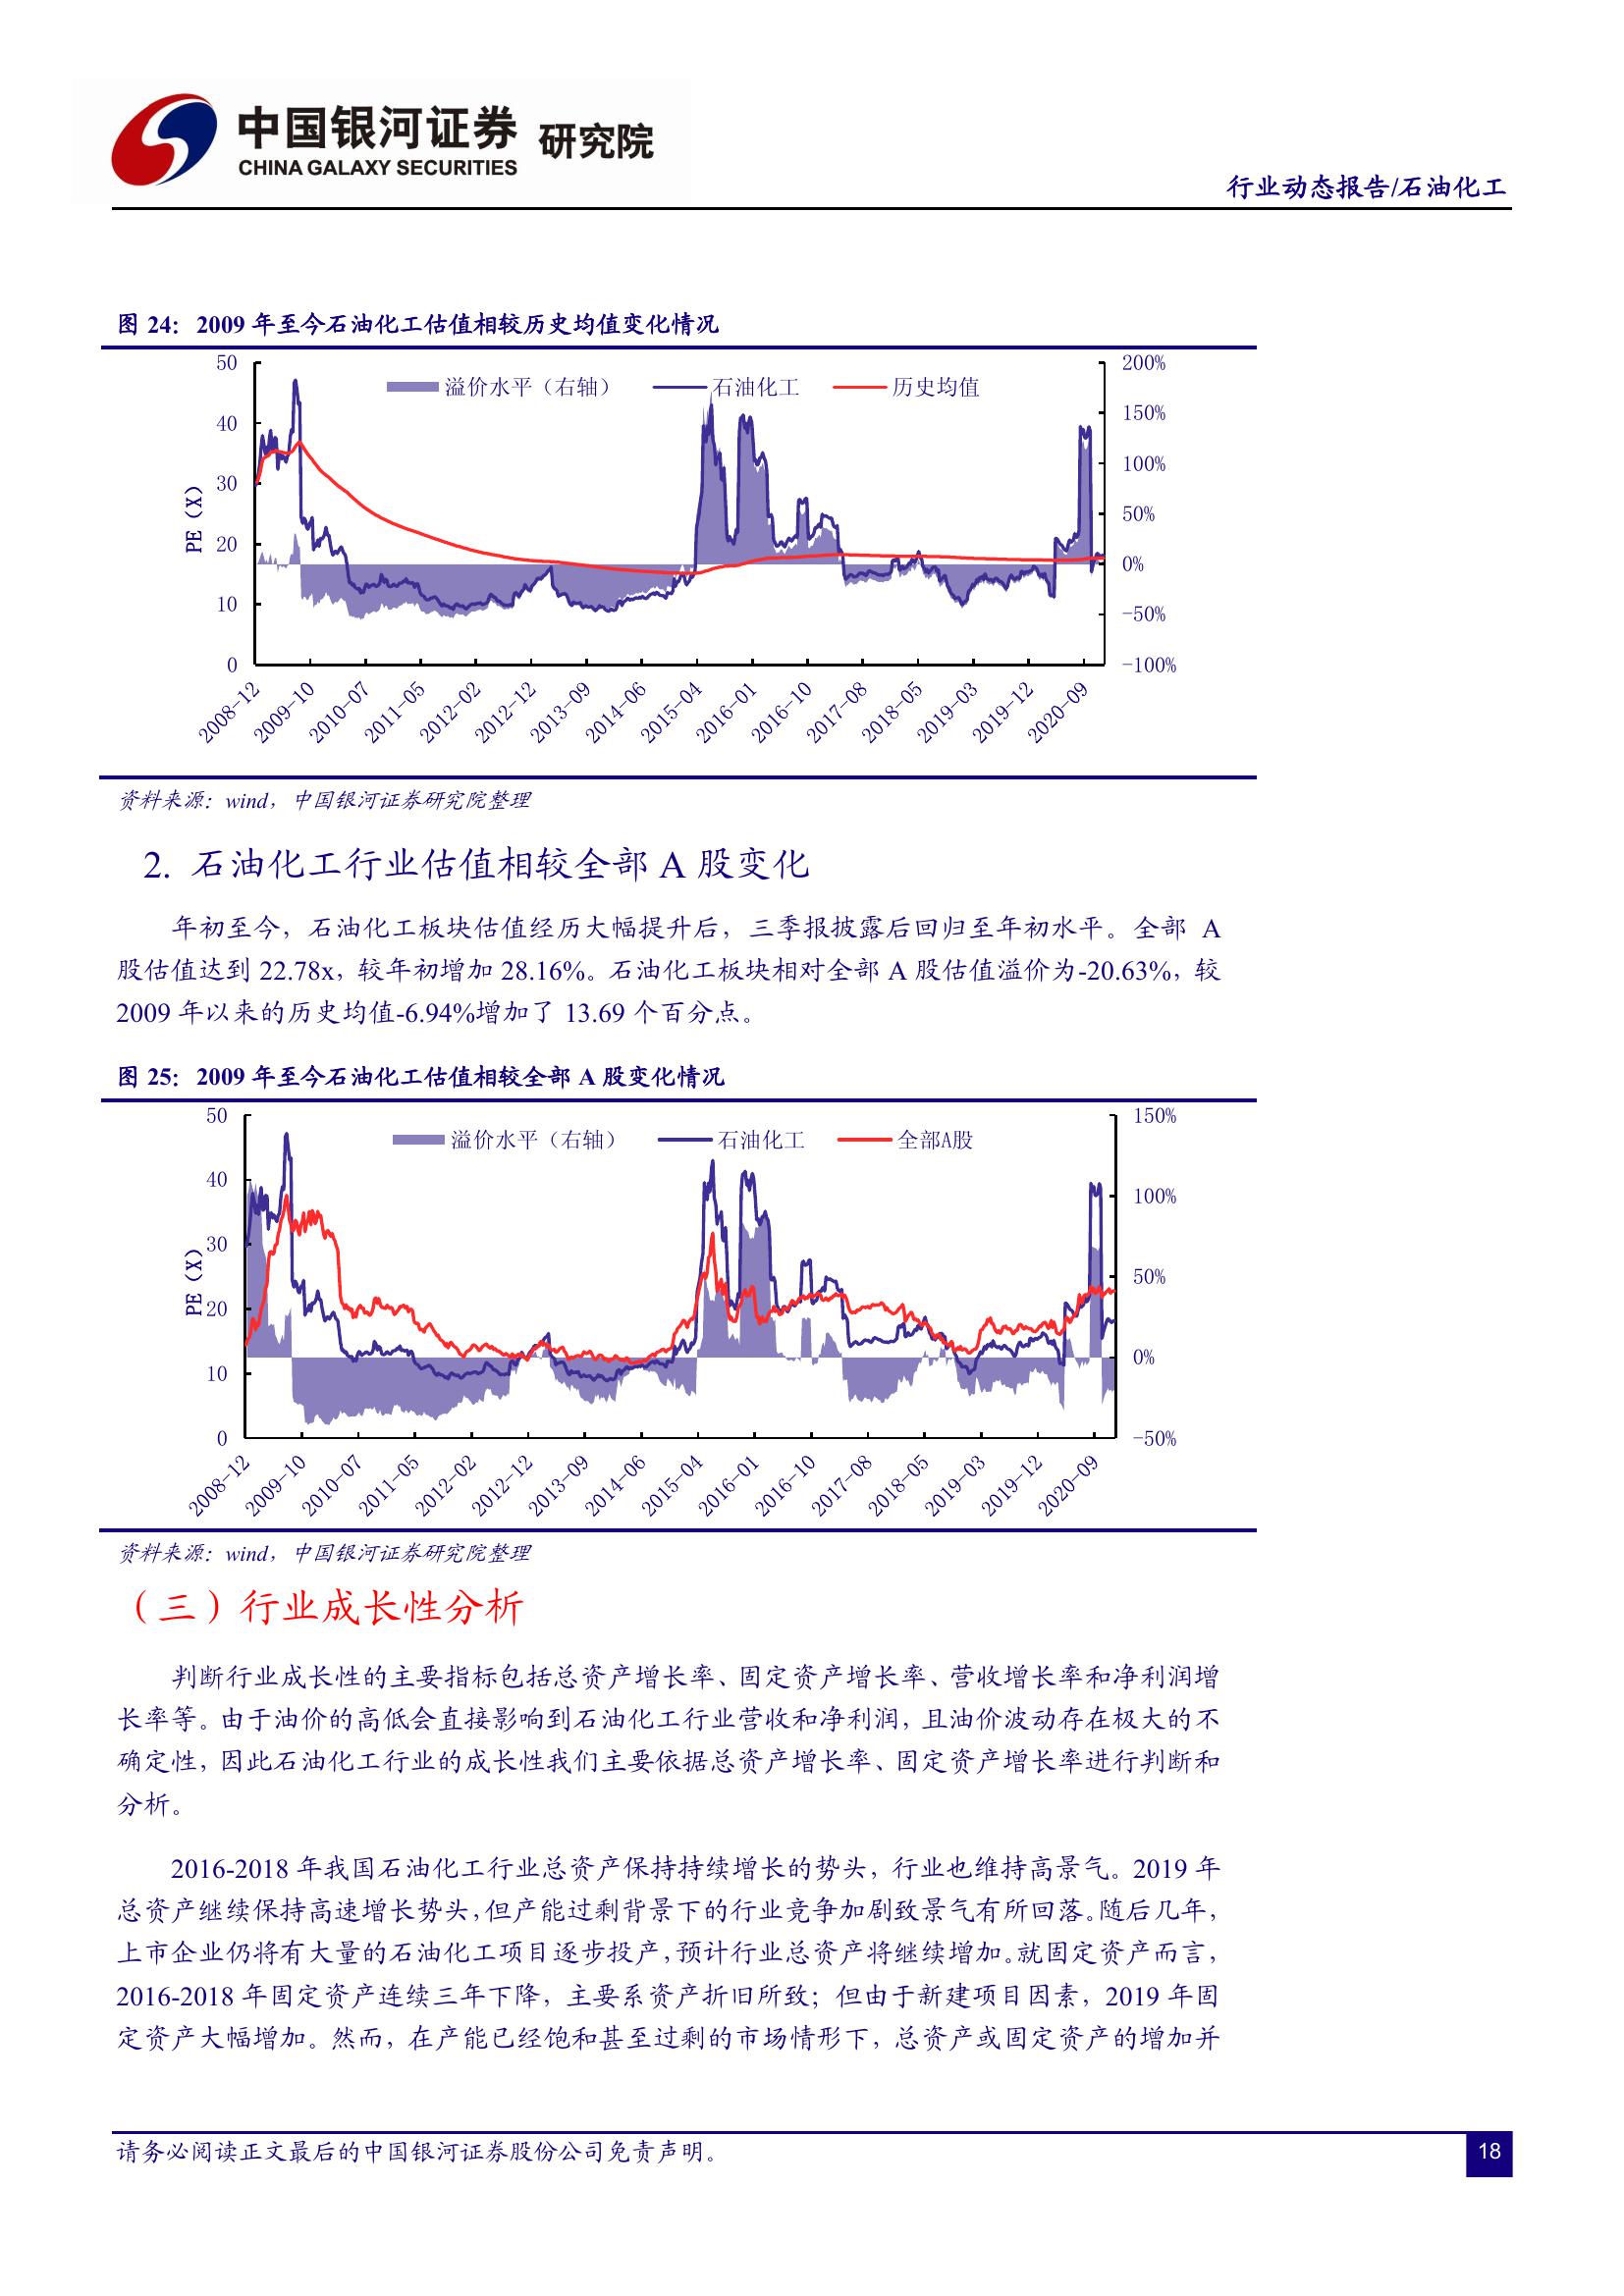 中国银河证券 研究院
CHINA GALAXY SECURITIES
行业动态报告/石油化工
图 24：2009 年至今石油化工估值相较历史均值变化情况
溢价水平（右轴） 石油化工 历史均值
PE（X）
50
40
30
20
10
0
200%
150%
100%
50%
0%
-50%
-100%
2008-12 2009-10 2010-07 2011-05 2012-02 2012-12 2013-09 2014-06 2015-04 2016-01 2016-10 2017-08 2018-05 2019-03 2019-12 2020-09
资料来源：wind，中国银河证券研究院整理
2. 石油化工行业估值相较全部 A 股变化
年初至今，石油化工板块估值经历大幅提升后，三季报披露后回归至年初水平。全部 A
股估值达到 22.78x，较年初增加 28.16%。石油化工板块相对全部 A 股估值溢价为-20.63%，较
2009 年以来的历史均值-6.94%增加了 13.69 个百分点。
图 25：2009 年至今石油化工估值相较全部 A 股变化情况
溢价水平（右轴） 石油化工 全部A股
PE（X）
50
40
30
20
10
0
150%
100%
50%
0%
-50%
2008-12 2009-10 2010-07 2011-05 2012-02 2012-12 2013-09 2014-06 2015-04 2016-01 2016-10 2017-08 2018-05 2019-03 2019-12 2020-09
资料来源：wind，中国银河证券研究院整理
（三）行业成长性分析
判断行业成长性的主要指标包括总资产增长率、固定资产增长率、营收增长率和净利润增
长率等。由于油价的高低会直接影响到石油化工行业营收和净利润，且油价波动存在极大的不
确定性，因此石油化工行业的成长性我们主要依据总资产增长率、固定资产增长率进行判断和
分析。
2016-2018 年我国石油化工行业总资产保持持续增长的势头，行业也维持高景气。2019 年
总资产继续保持高速增长势头，但产能过剩背景下的行业竞争加剧致景气有所回落。随后几年，
上市企业仍将有大量的石油化工项目逐步投产，预计行业总资产将继续增加。就固定资产而言，
2016-2018 年固定资产连续三年下降，主要系资产折旧所致；但由于新建项目因素，2019 年固
定资产大幅增加。然而，在产能已经饱和甚至过剩的市场情形下，总资产或固定资产的增加并
请务必阅读正文最后的中国银河证券股份公司免责声明。
18